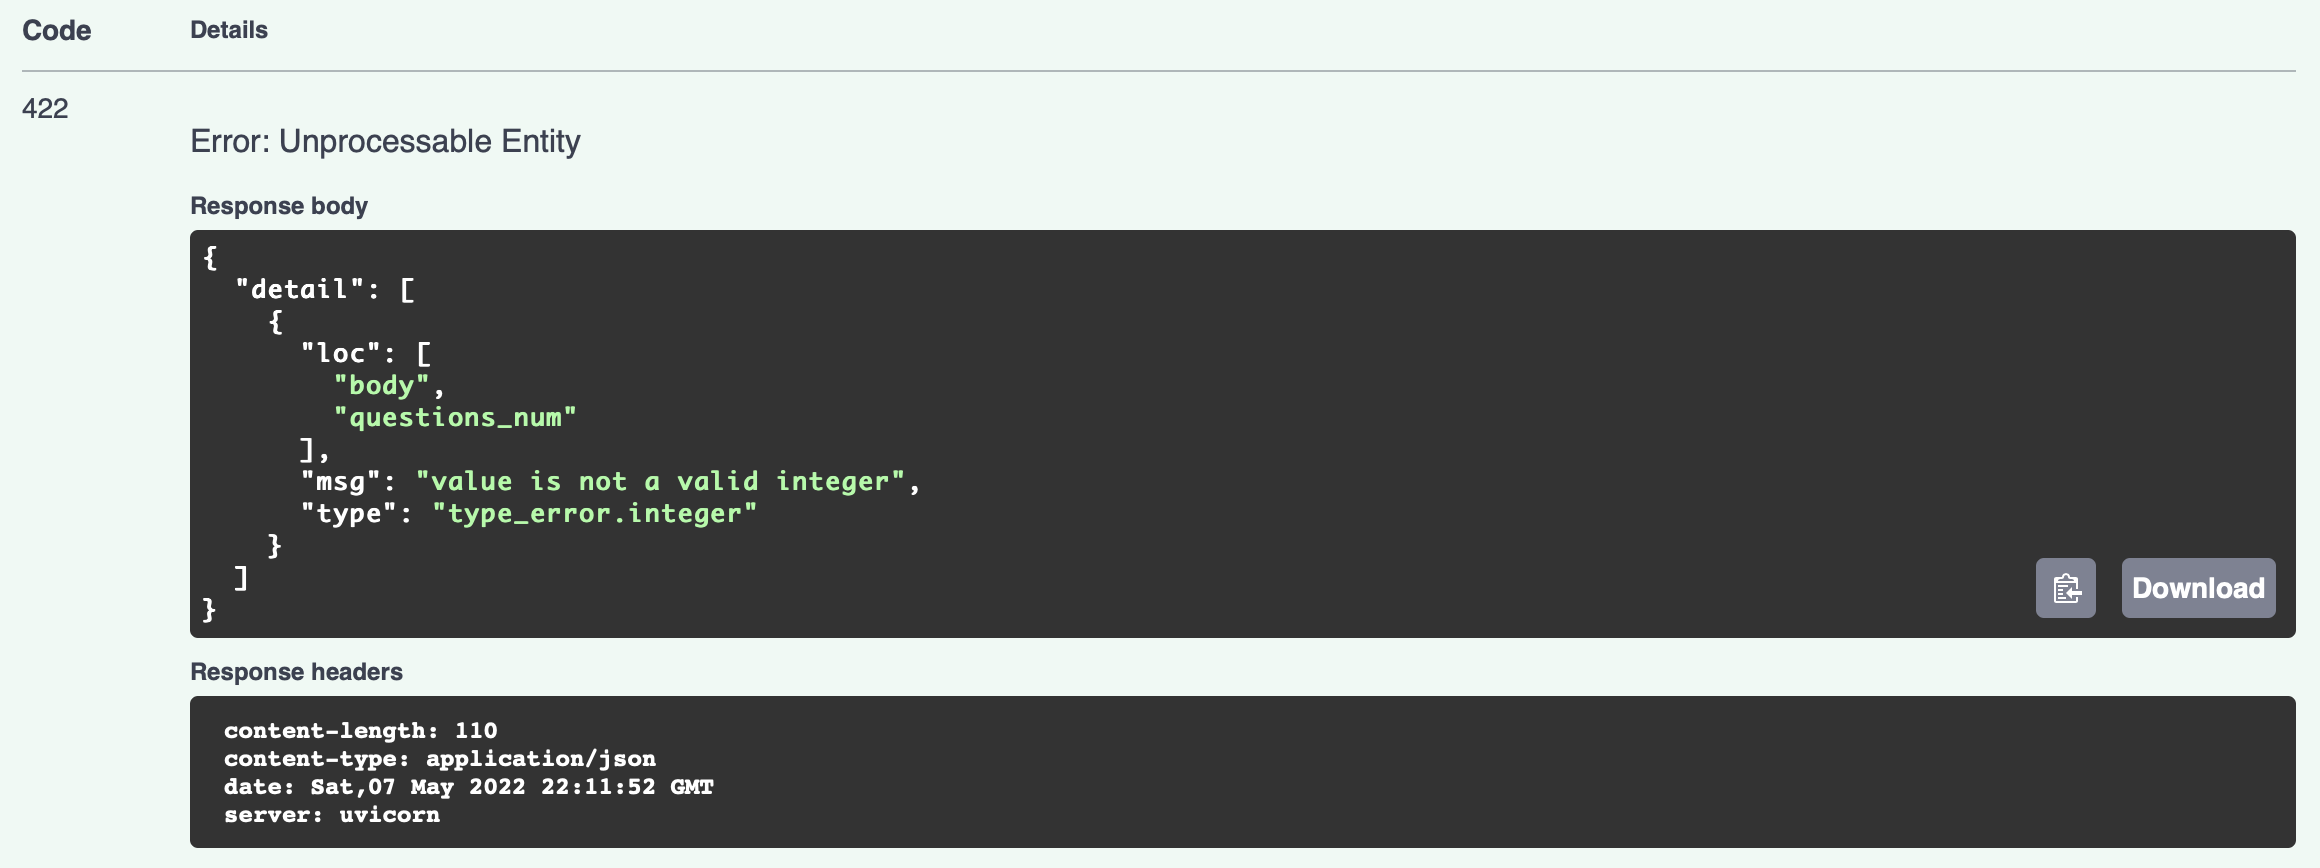 Code Details
422
Error: Unprocessable Entity
Response body
{
  "detail": [
    {
      "loc": [
        "body",
        "questions_num"
      ],
      "msg": "value is not a valid integer",
      "type": "type_error.integer"
    }
  ]
}
Download
Response headers
content-length: 110
content-type: application/json
date: Sat,07 May 2022 22:11:52 GMT
server: uvicorn